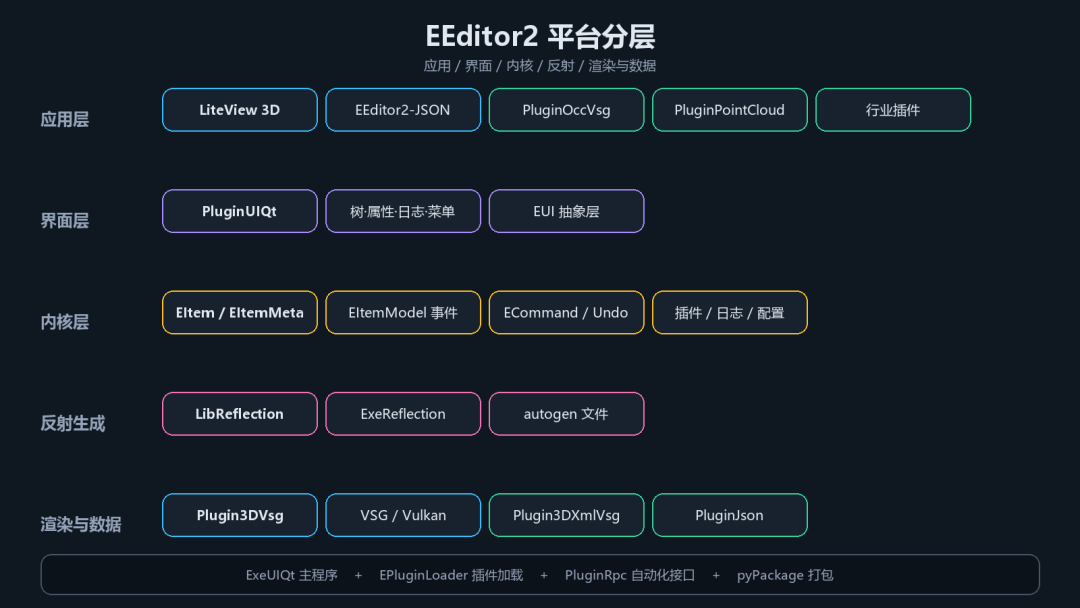 EEditor2 平台分层
应用 / 界面 / 内核 / 反射 / 渲染与数据
应用层 LiteView 3D EEditor2-JSON PluginOccVsg PluginPointCloud 行业插件
界面层 PluginUIQt 树·属性·日志·菜单 EUI 抽象层
内核层 EItem / EItemMeta EItemModel 事件 ECommand / Undo 插件 / 日志 / 配置
反射生成 LibReflection ExeReflection autogen 文件
渲染与数据 Plugin3DVsg VSG / Vulkan Plugin3DXmlVsg PluginJson
ExeUIQt 主程序 + EPluginLoader 插件加载 + PluginRpc 自动化接口 + pyPackage 打包